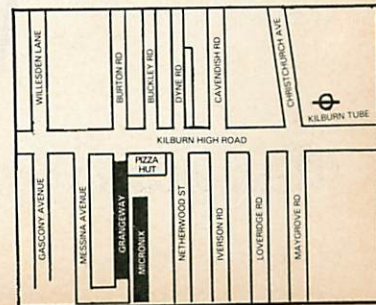 WILLESDEN LANE
BURTON RD
BUCKLEY RD
DYNE RD
CAVENDISH RD
CHRISTCHURCH AVE
KILBURN TUBE
KILBURN HIGH ROAD
GASCONY AVENUE
MESSINA AVENUE
GRANGEWAY
PIZZA
HUT
MICRONIX
NETHERWOOD ST
IVERSON RD
LOVERIDGE RD
MAYGROVE RD